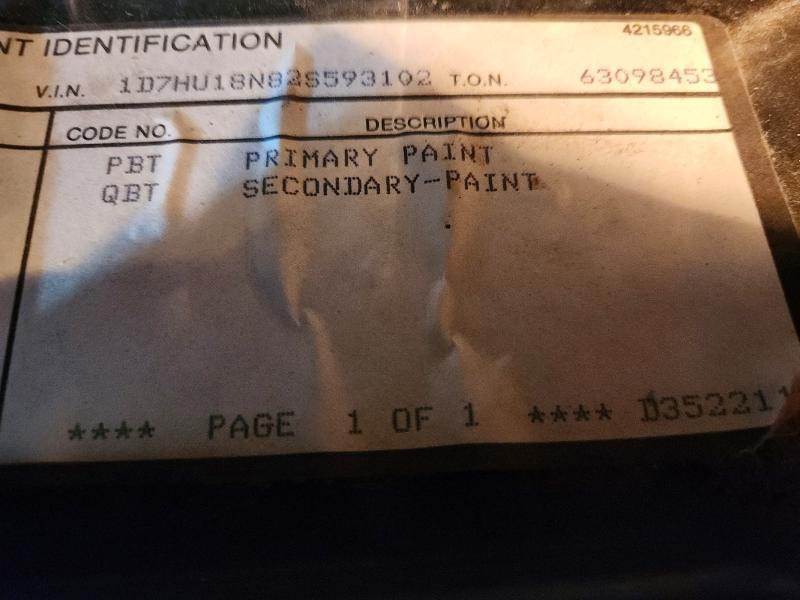 NT IDENTIFICATION 4215966
V.I.N. 1D7HU18N82S593102 T.O.N. 63098453
CODE NO. DESCRIPTION
PBT PRIMARY PAINT
QBT SECONDARY-PAINT
**** PAGE 1 OF 1 **** D352211